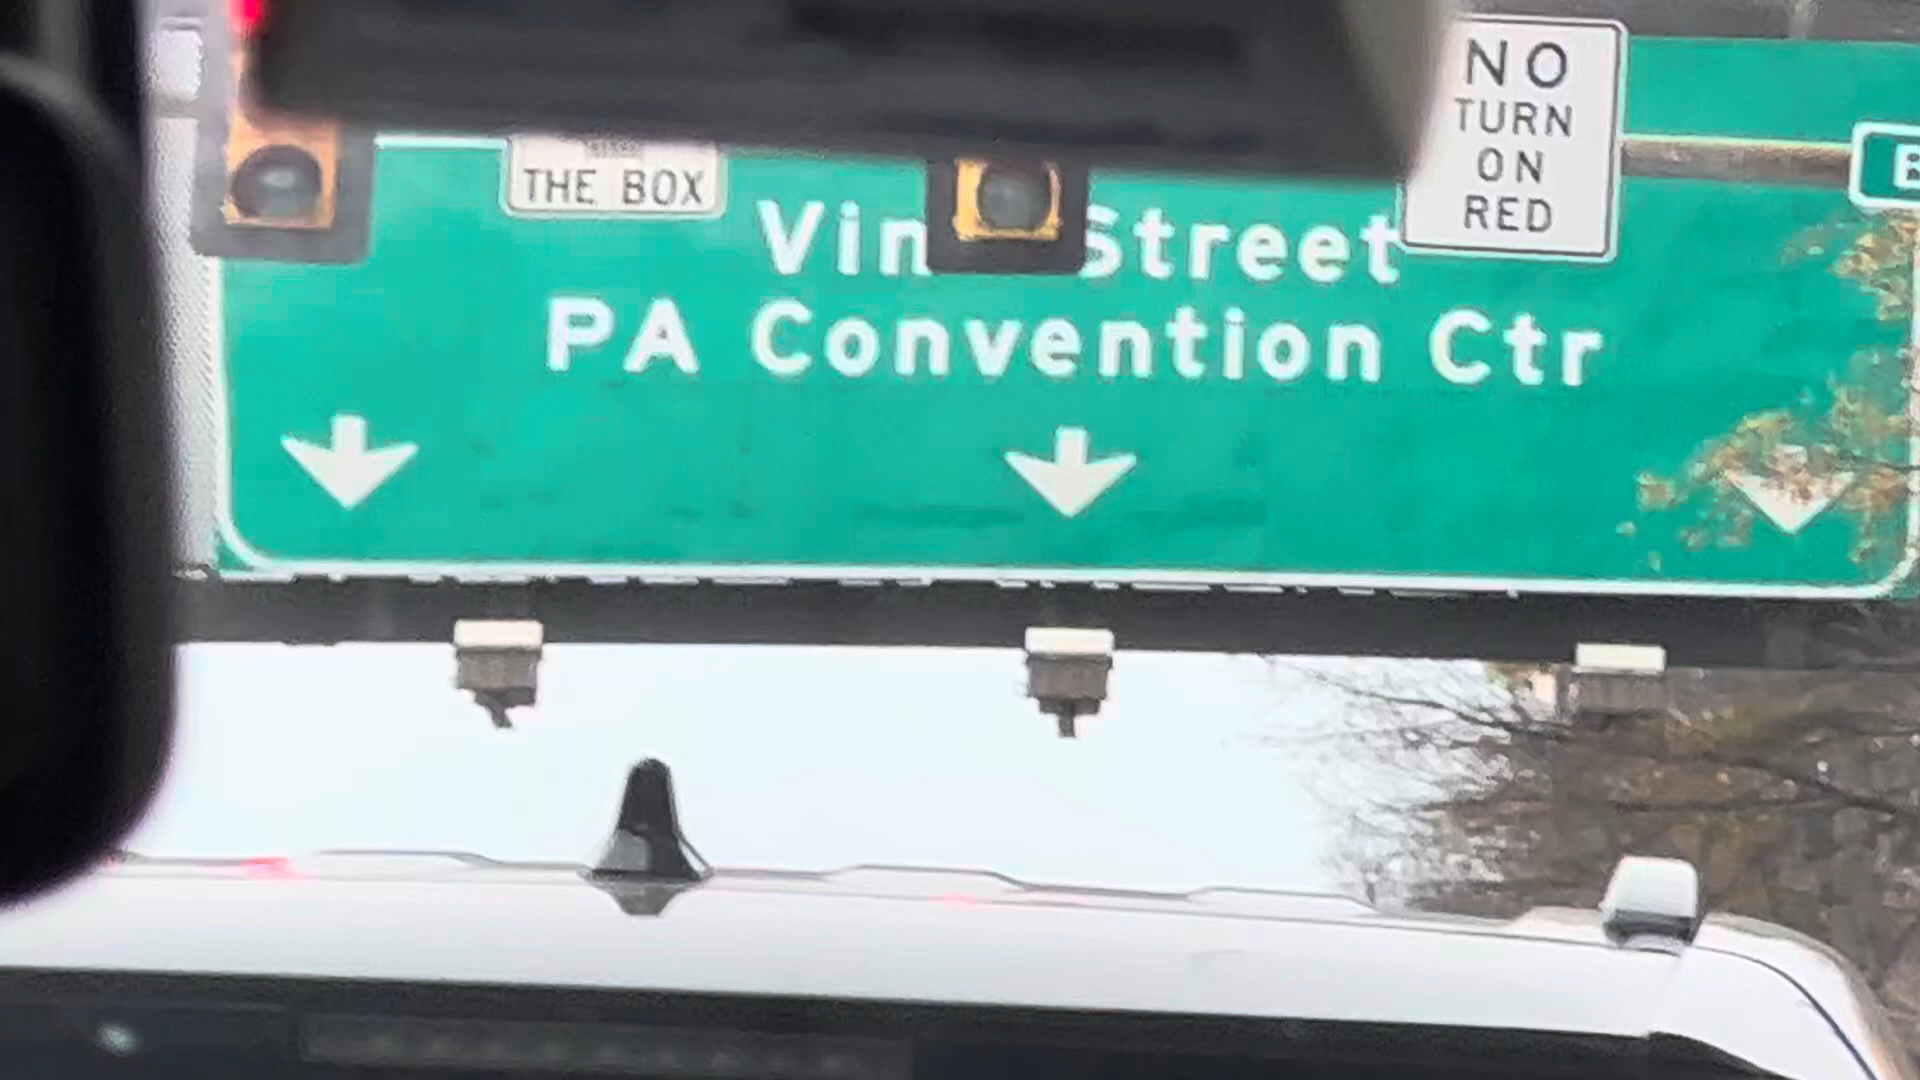 NO
TURN
ON
RED
THE BOX
Vin Street
PA Convention Ctr